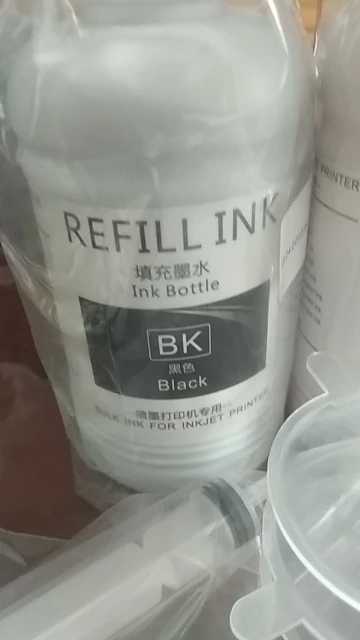 REFILL INK
填充墨水
Ink Bottle
BK
黑色
Black
--喷墨打印机专用--
BULK INK FOR INKJET PRINTER
PRINTER